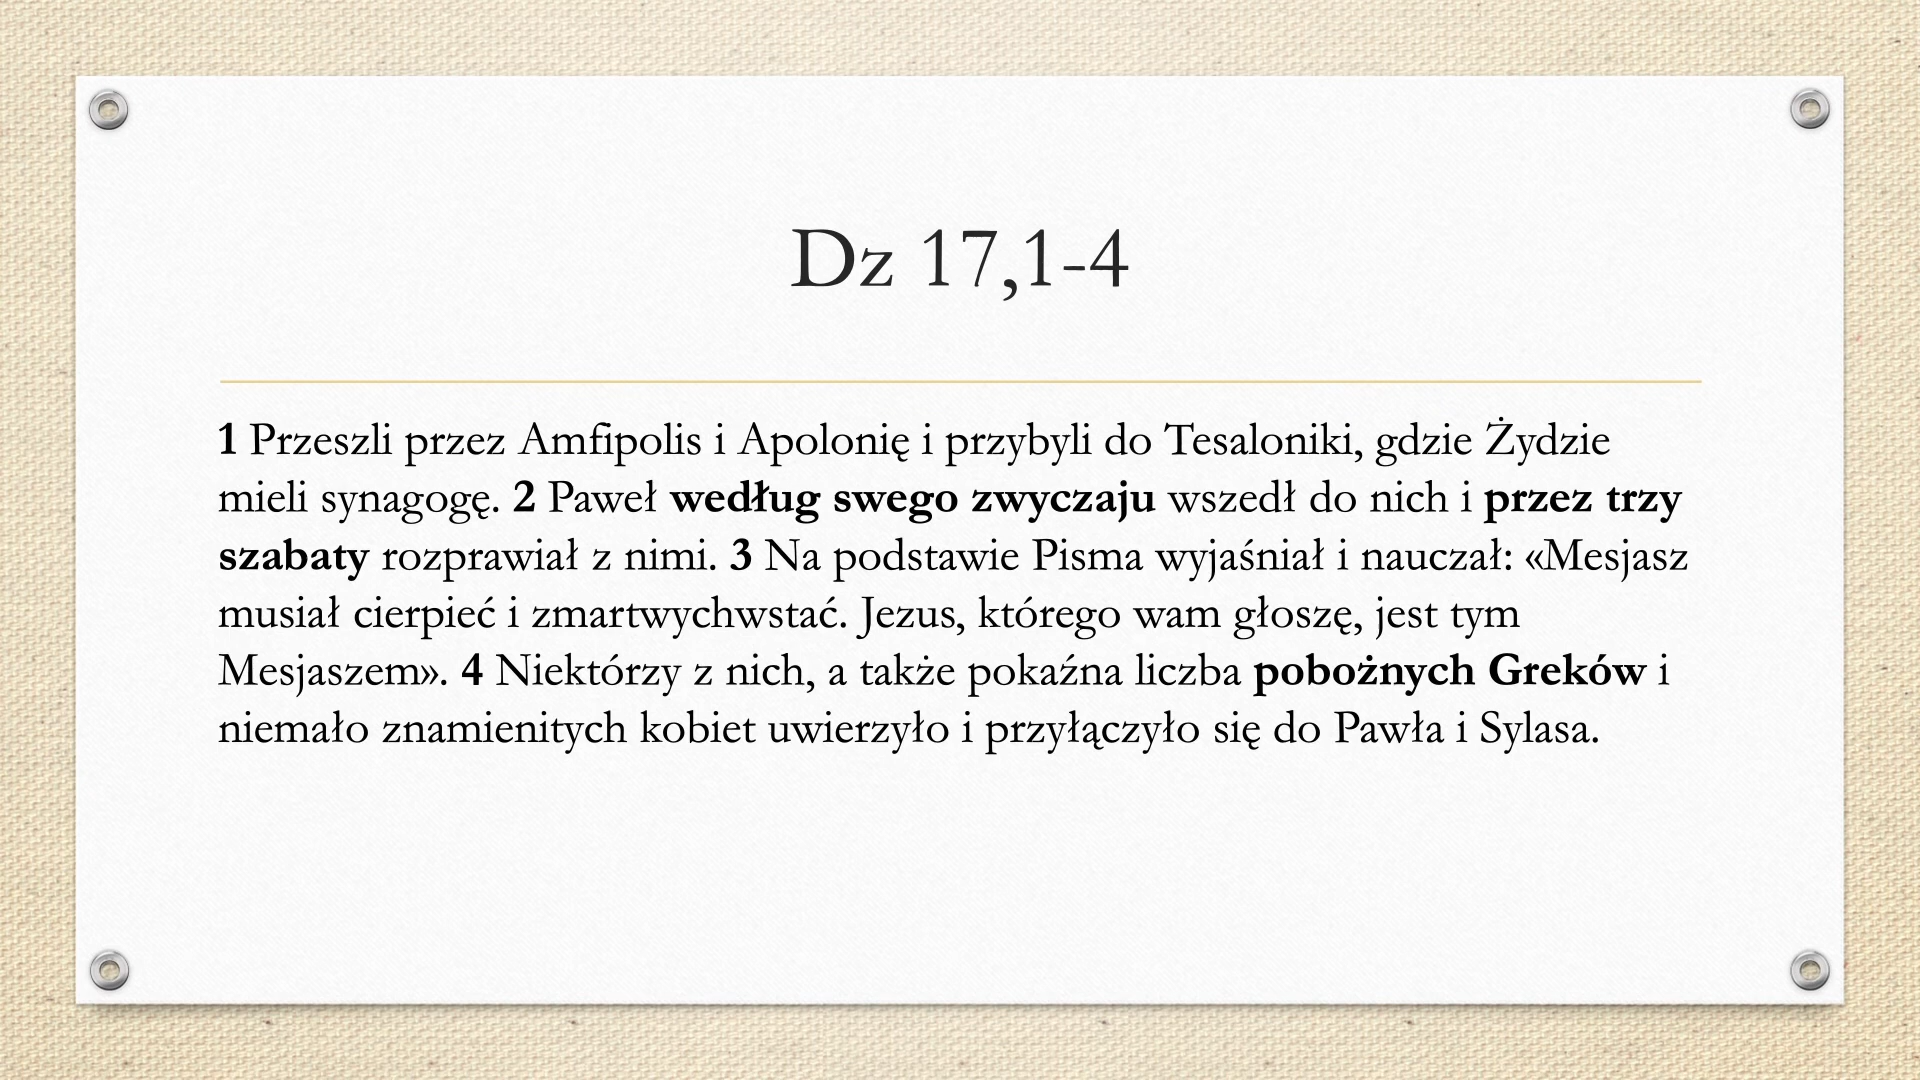 Dz 17,1-4
1 Przeszli przez Amfipolis i Apolonię i przybyli do Tesaloniki, gdzie Żydzie
mieli synagogę. 2 Paweł według swego zwyczaju wszedł do nich i przez trzy
szabaty rozprawiał z nimi. 3 Na podstawie Pisma wyjaśniał i nauczał: «Mesjasz
musiał cierpieć i zmartwychwstać. Jezus, którego wam głoszę, jest tym
Mesjaszem». 4 Niektórzy z nich, a także pokaźna liczba pobożnych Greków i
niemało znamienitych kobiet uwierzyło i przyłączyło się do Pawła i Sylasa.